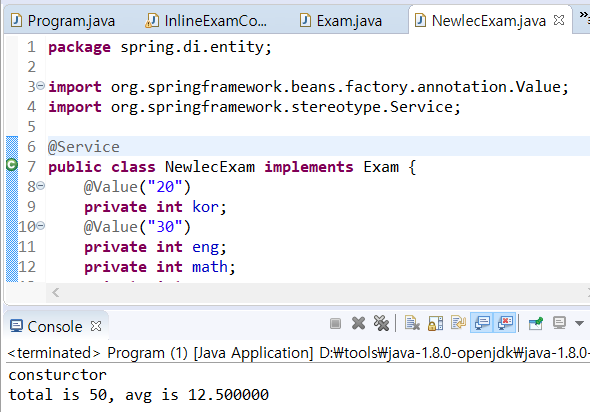 Program.java InlineExamCo... Exam.java NewlecExam.java
1 package spring.di.entity;
2
3 import org.springframework.beans.factory.annotation.Value;
4 import org.springframework.stereotype.Service;
5
6 @Service
7 public class NewlecExam implements Exam {
8 @Value("20")
9 private int kor;
10 @Value("30")
11 private int eng;
12 private int math;
Console
<terminated> Program (1) [Java Application] D:₩tools₩java-1.8.0-openjdk₩java-1.8.0-
consturctor
total is 50, avg is 12.500000